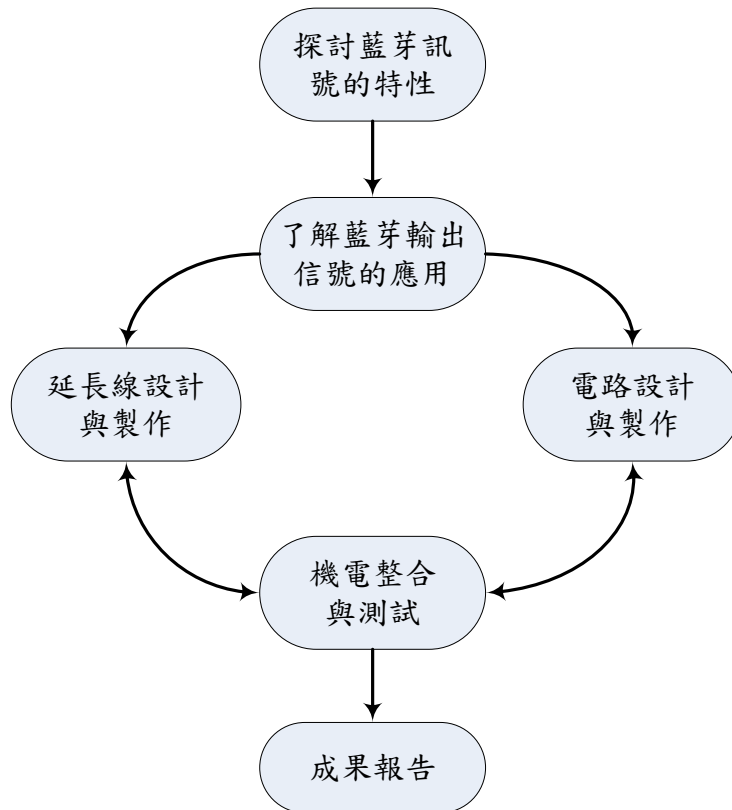 探討藍芽訊
號的特性
了解藍芽輸出
信號的應用
延長線設計
與製作
電路設計
與製作
機電整合
與測試
成果報告